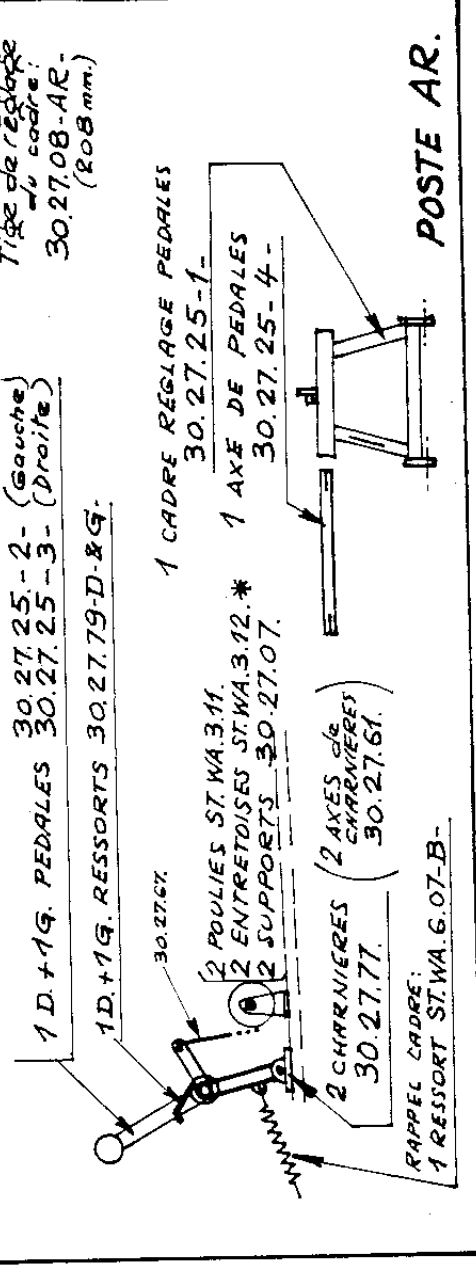 1 D. + 1 G. PEDALES 30.27.25.-2- (Gauche)
30.27.25-3- (Droite)
1 D. + 1 G. RESSORTS 30.27.79-D-&G-
Tige de réglage
du cadre:
30.27.08-AR-
(208 mm.)
30.27.67.
1 CADRE REGLAGE PEDALES
30.27.25-1-
2 POULIES ST.WA.3.11.
2 ENTRETOISES ST.WA.3.12.*
2 SUPPORTS 30.27.07.
1 AXE DE PEDALES
30.27.25-4-
2 CHARNIERES
30.27.77.
(2 AXES de
CHARNIERES
30.27.61.)
RAPPEL CADRE:
1 RESSORT ST.WA.6.07-B-
POSTE AR.